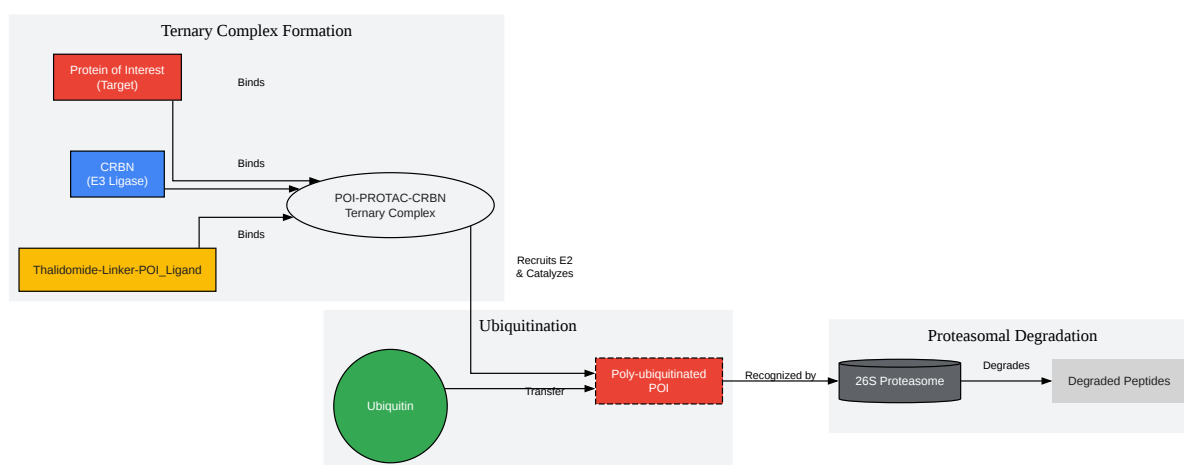 Ternary Complex Formation
Protein of Interest
(Target)
Binds
CRBN
(E3 Ligase)
Binds
POI-PROTAC-CRBN
Ternary Complex
Binds
Thalidomide-Linker-POI_Ligand
Recruits E2
& Catalyzes
Ubiquitination
Ubiquitin
Transfer
Poly-ubiquitinated
POI
Recognized by
Proteasomal Degradation
26S Proteasome
Degrades
Degraded Peptides